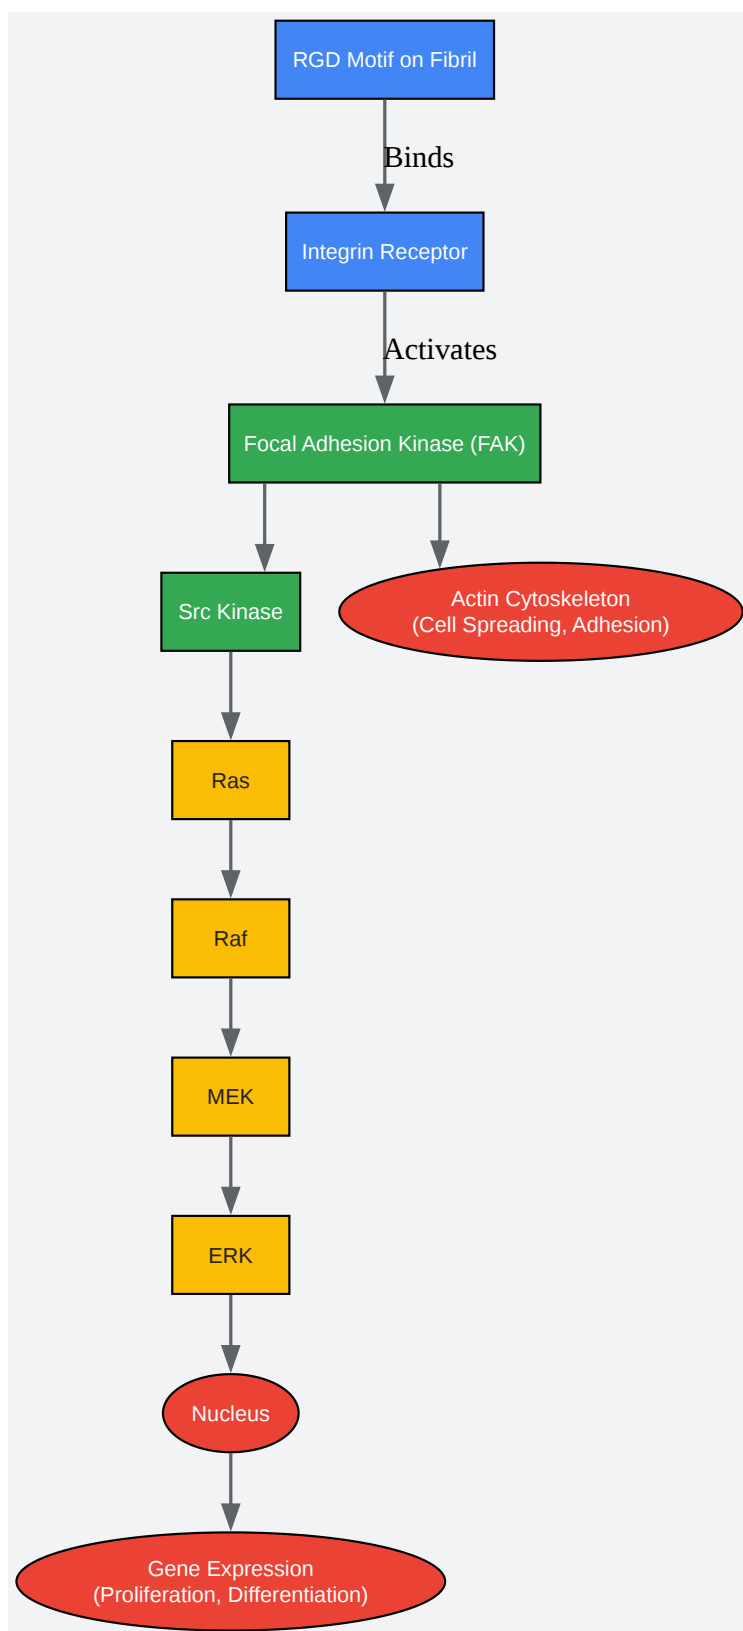 RGD Motif on Fibril
Binds
Integrin Receptor
Activates
Focal Adhesion Kinase (FAK)
Src Kinase
Actin Cytoskeleton
(Cell Spreading, Adhesion)
Ras
Raf
MEK
ERK
Nucleus
Gene Expression
(Proliferation, Differentiation)